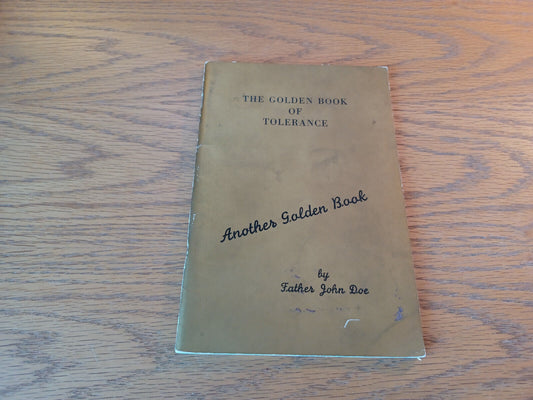 THE GOLDEN BOOK
OF
TOLERANCE
Another Golden Book
by
Father John Doe